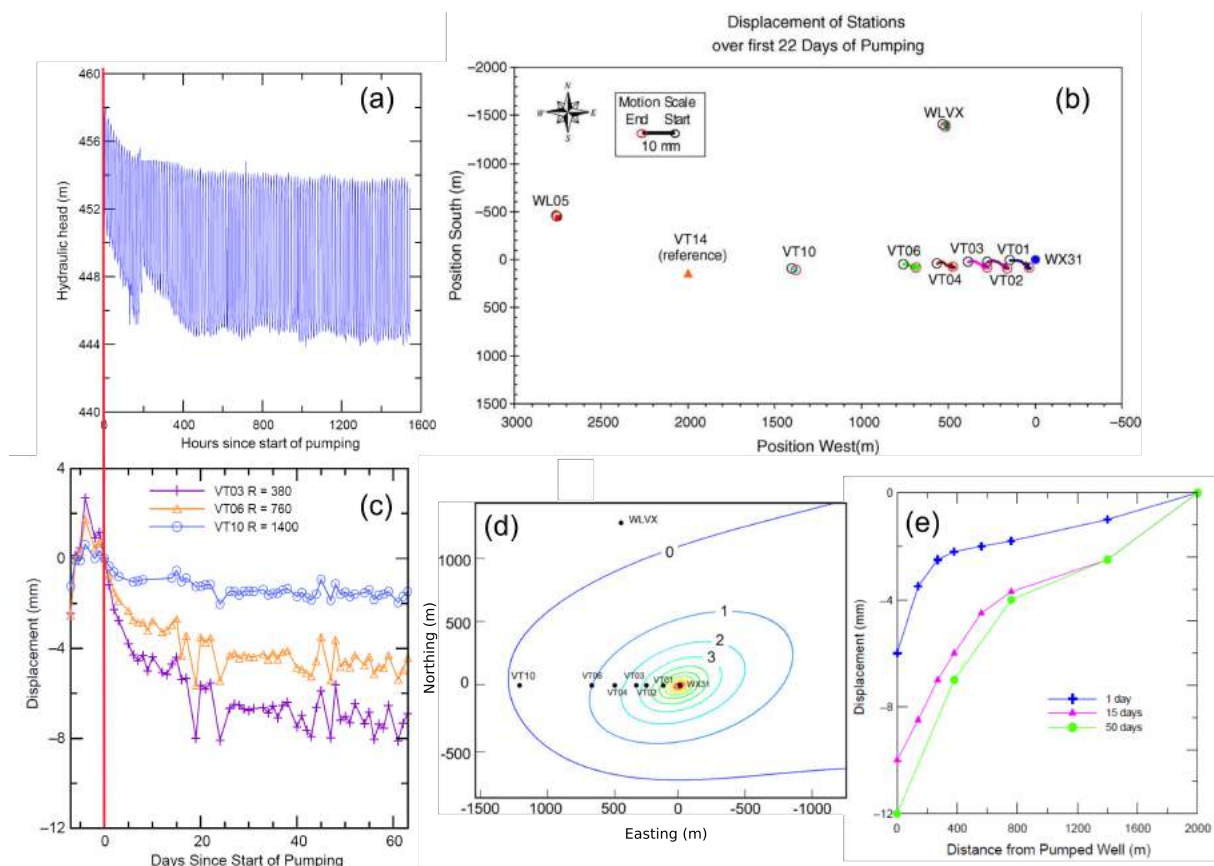 Displacement of Stations
over first 22 Days of Pumping
(a)
460
456
452
448
444
440
Hydraulic head (m)
0
400
800
1200
1600
Hours since start of pumping
(b)
-2000
-1500
-1000
-500
0
500
1000
1500
Position South (m)
N
W
E
S
Motion Scale
End
Start
10 mm
WLVX
WL05
VT14
(reference)
VT10
VT06
VT03
VT01
WX31
VT04
VT02
3000
2500
2000
1500
1000
500
0
-500
Position West(m)
(c)
4
0
−4
−8
−12
Displacement (mm)
VT03 R = 380
VT06 R = 760
VT10 R = 1400
0
20
40
60
Days Since Start of Pumping
(d)
WLVX
0
1
2
3
VT10
VT06
VT04
VT03
VT02
VT01
WX31
1000
500
0
-500
Northing (m)
-1500
1000
500
0
-500
-1000
Easting (m)
(e)
0
−4
−8
−12
Displacement (mm)
1 day
15 days
50 days
0
400
800
1200
1600
2000
Distance from Pumped Well (m)